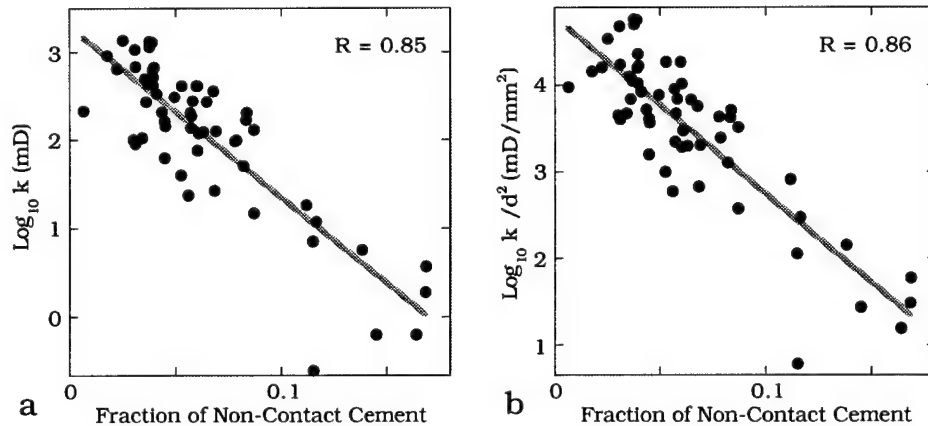 R = 0.85
3
2
1
0
Log10 k (mD)
0
0.1
Fraction of Non-Contact Cement
a
R = 0.86
4
3
2
1
Log10 k /d² (mD/mm²)
0
0.1
Fraction of Non-Contact Cement
b